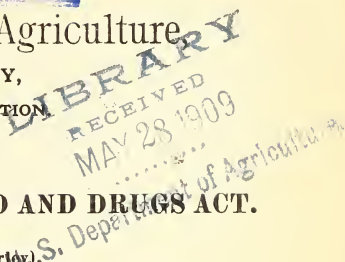 Agriculture,
Y,
TION.
LIBRARY
RECEIVED
MAY 28 1909
S. Department of Agriculture
D AND DRUGS ACT.